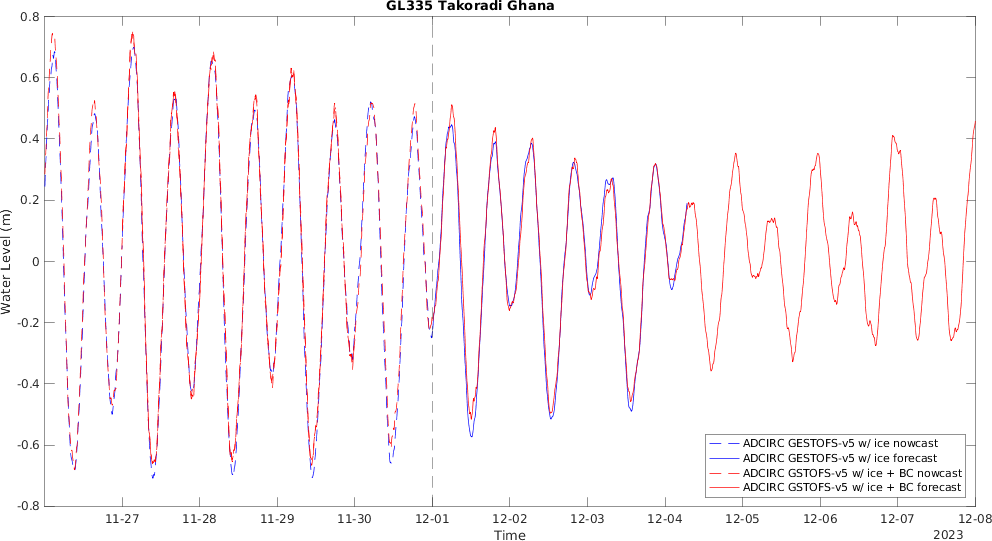 GL335 Takoradi Ghana
Water Level (m)
0.8
0.6
0.4
0.2
0
-0.2
-0.4
-0.6
-0.8
ADCIRC GESTOFS-v5 w/ ice nowcast
ADCIRC GESTOFS-v5 w/ ice forecast
ADCIRC GSTOFS-v5 w/ ice + BC nowcast
ADCIRC GSTOFS-v5 w/ ice + BC forecast
11-27 11-28 11-29 11-30 12-01 12-02 12-03 12-04 12-05 12-06 12-07 12-08
Time
2023